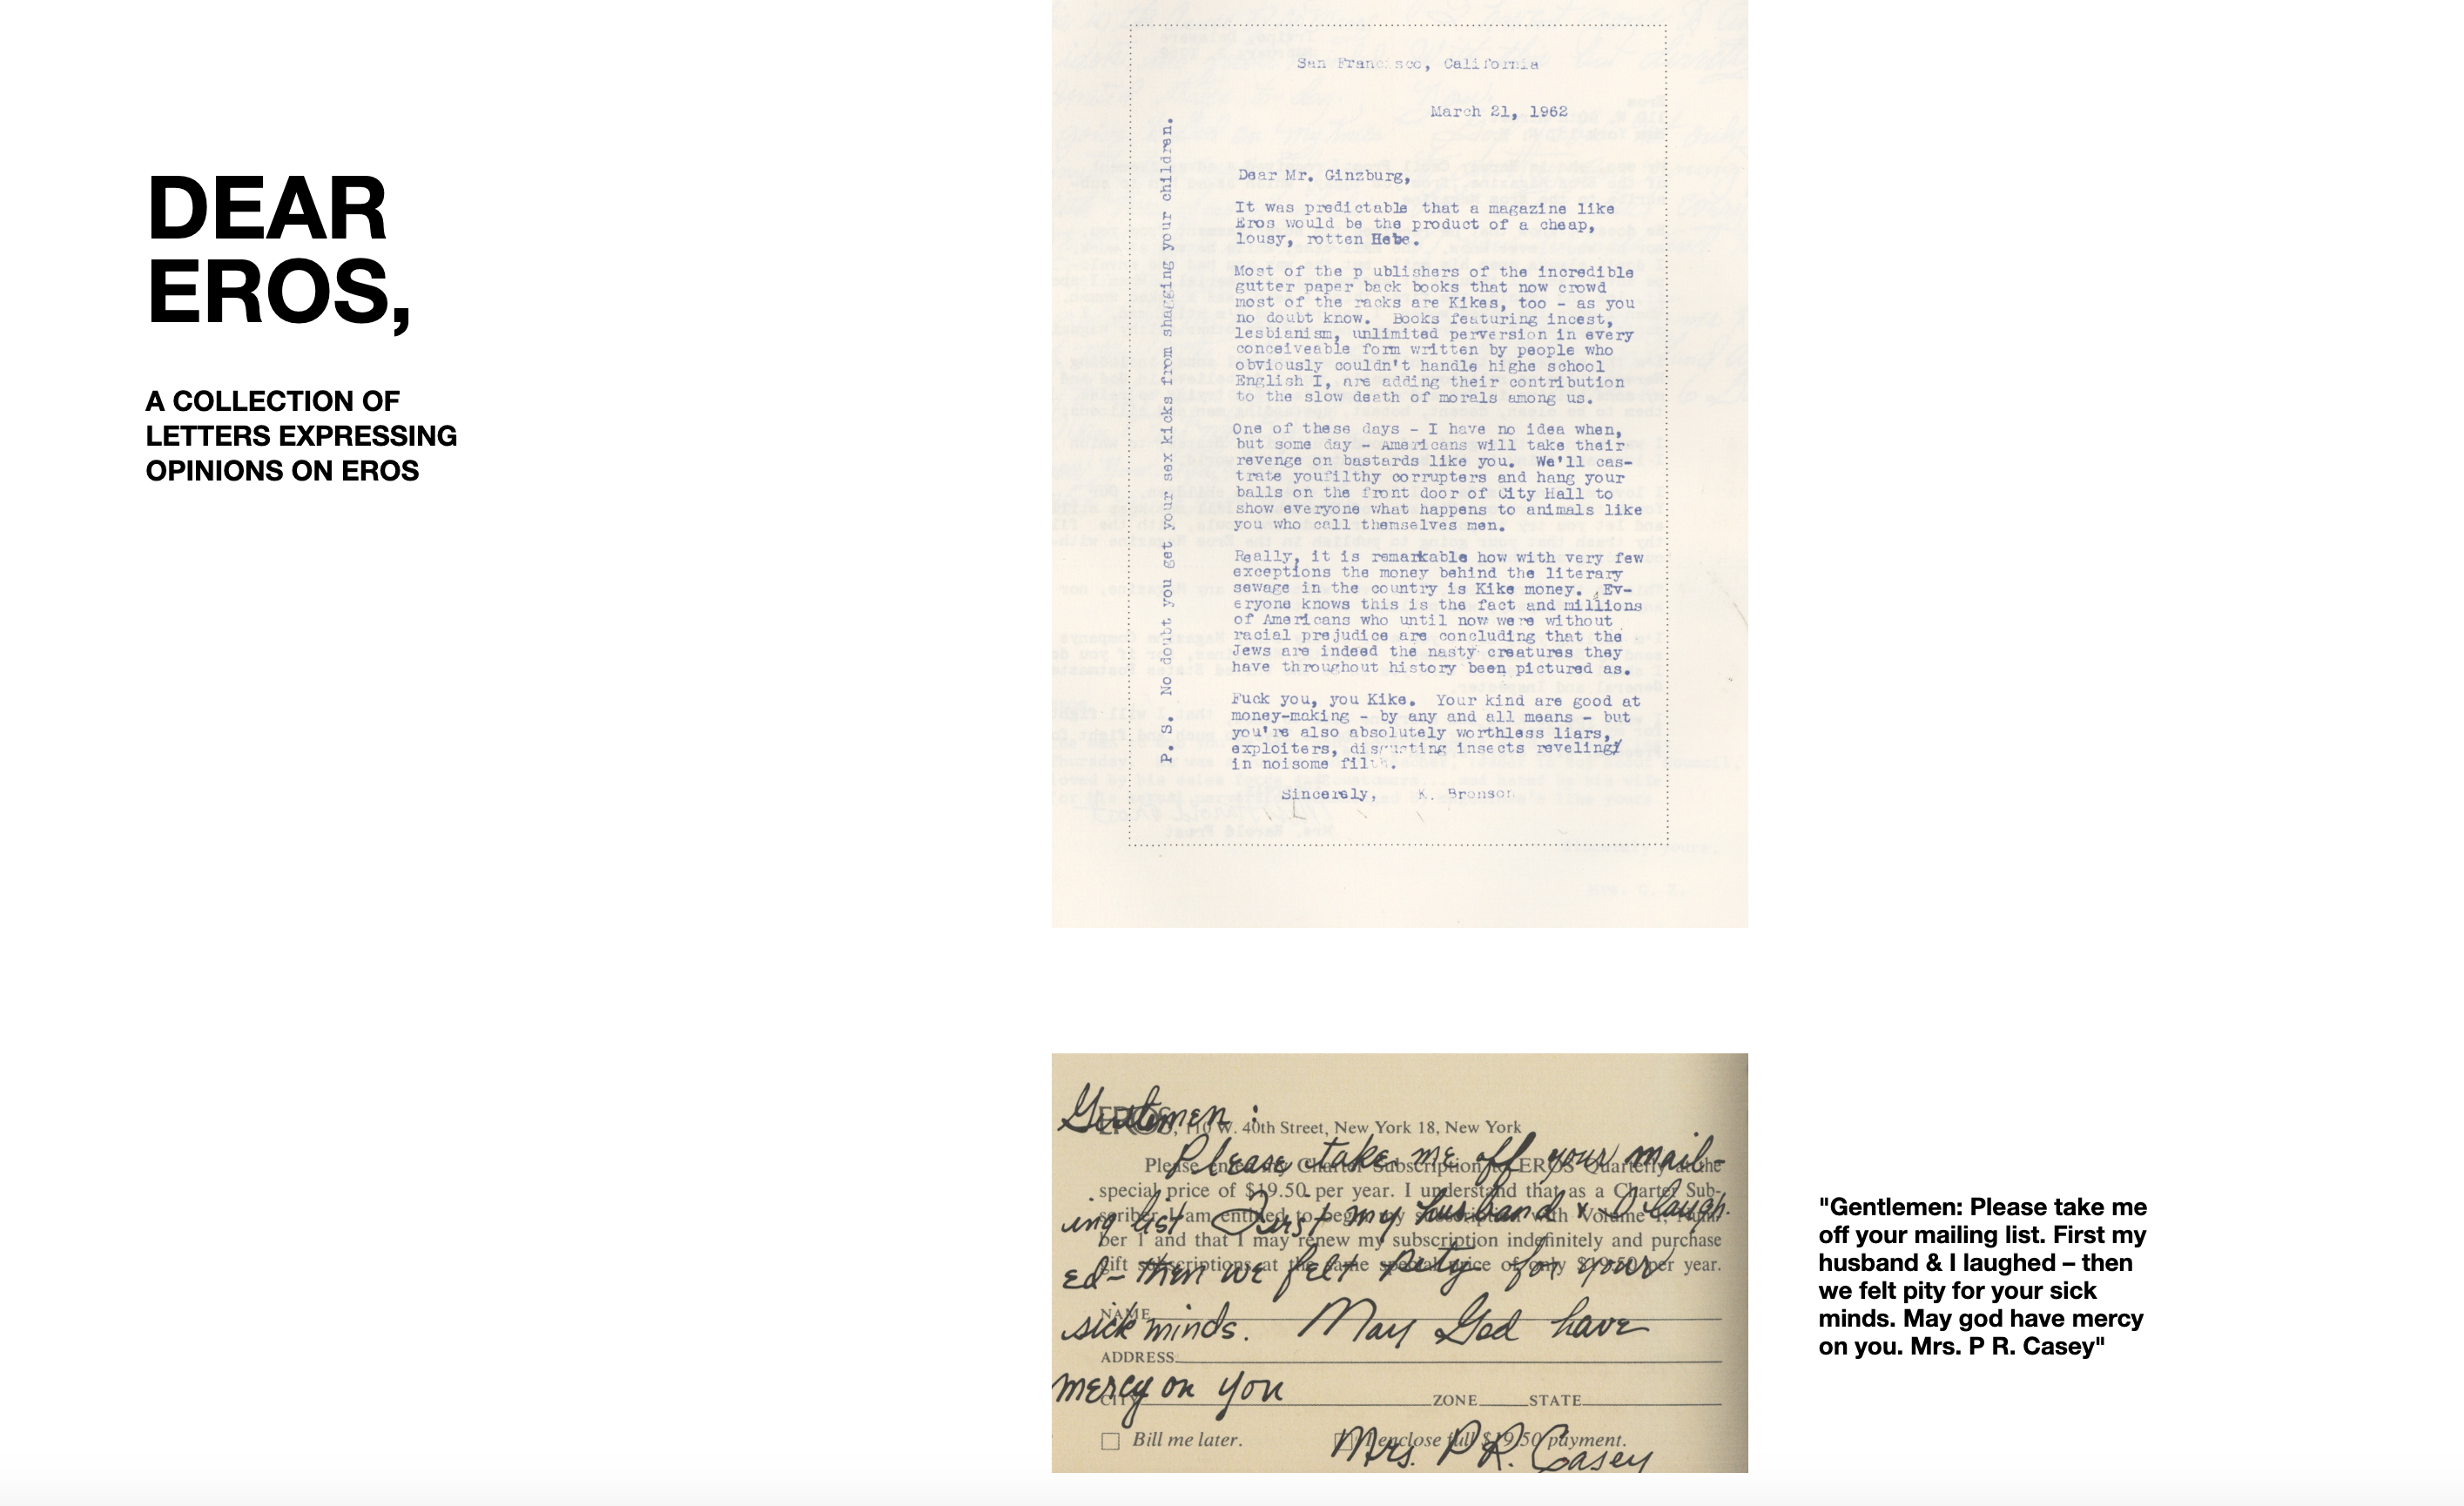 DEAR
EROS,
A COLLECTION OF
LETTERS EXPRESSING
OPINIONS ON EROS
San Francisco, California
March 21, 1962
Dear Mr. Ginzburg,
It was predictable that a magazine like
Eros would be the product of a cheap,
lousy, rotten Hebe.
Most of the p ublishers of the incredible
gutter paper back books that now crowd
most of the racks are Kikes, too - as you
no doubt know. Books featuring incest,
lesbianism, unlimited perversion in every
conceiveable form written by people who
obviously couldn't handle highe school
English I, are adding their contribution
to the slow death of morals among us.
One of these days - I have no idea when,
but some day - Americans will take their
revenge on bastards like you. We'll cas-
trate youfilthy corrupters and hang your
balls on the front door of City Hall to
show everyone what happens to animals like
you who call themselves men.
Really, it is remarkable how with very few
exceptions the money behind the literary
sewage in the country is Kike money. Ev-
eryone knows this is the fact and millions
of Americans who until now were without
racial prejudice are concluding that the
Jews are indeed the nasty creatures they
have throughout history been pictured as.
Fuck you, you Kike. Your kind are good at
money-making - by any and all means - but
you're also absolutely worthless liars,
exploiters, disgusting insects reveling
in noisome filth.
Sincerely, K. Bronson
P. S. No doubt you get your sex kicks from shagging your children.
Gentlemen:
EROS, 110 W. 40th Street, New York 18, New York
Please take me off your mail-
Please enter my Charter Subscription to EROS Quarterly at the
special price of $19.50 per year. I understand that as a Charter Sub-
ing list First my husband & I laugh-
scriber I am entitled to begin my subscription with Volume 1, Num-
ber 1 and that I may renew my subscription indefinitely and purchase
ed- then we felt pity for your
gift subscriptions at the same special price of only $19.50 per year.
NAME
sick minds. May God have
ADDRESS
mercy on you
CITY ZONE STATE
Bill me later. I enclose full $19.50 payment.
Mrs. P R. Casey
"Gentlemen: Please take me
off your mailing list. First my
husband & I laughed – then
we felt pity for your sick
minds. May god have mercy
on you. Mrs. P R. Casey"